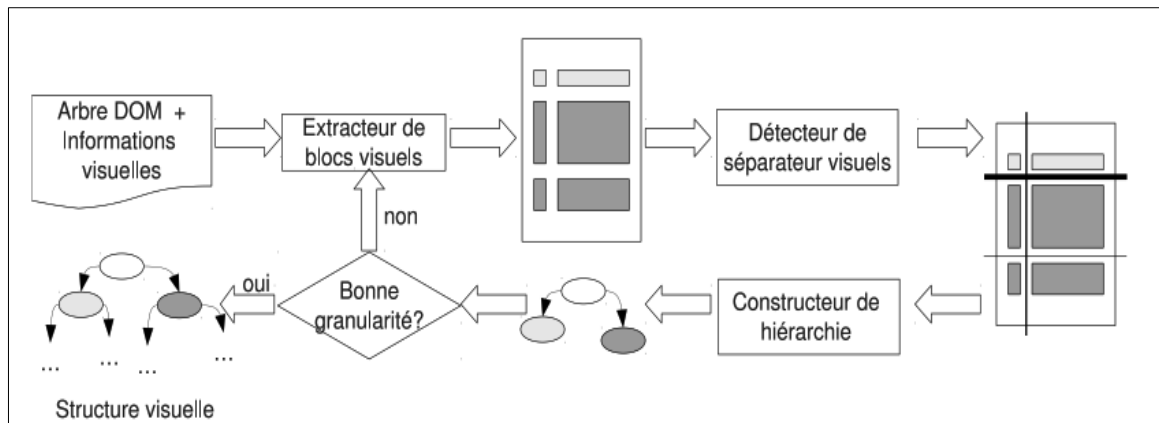 Arbre DOM +
Informations
visuelles
Extracteur de
blocs visuels
Détecteur de
séparateur visuels
non
oui
Bonne
granularité?
Constructeur de
hiérarchie
... ... ... ...
Structure visuelle